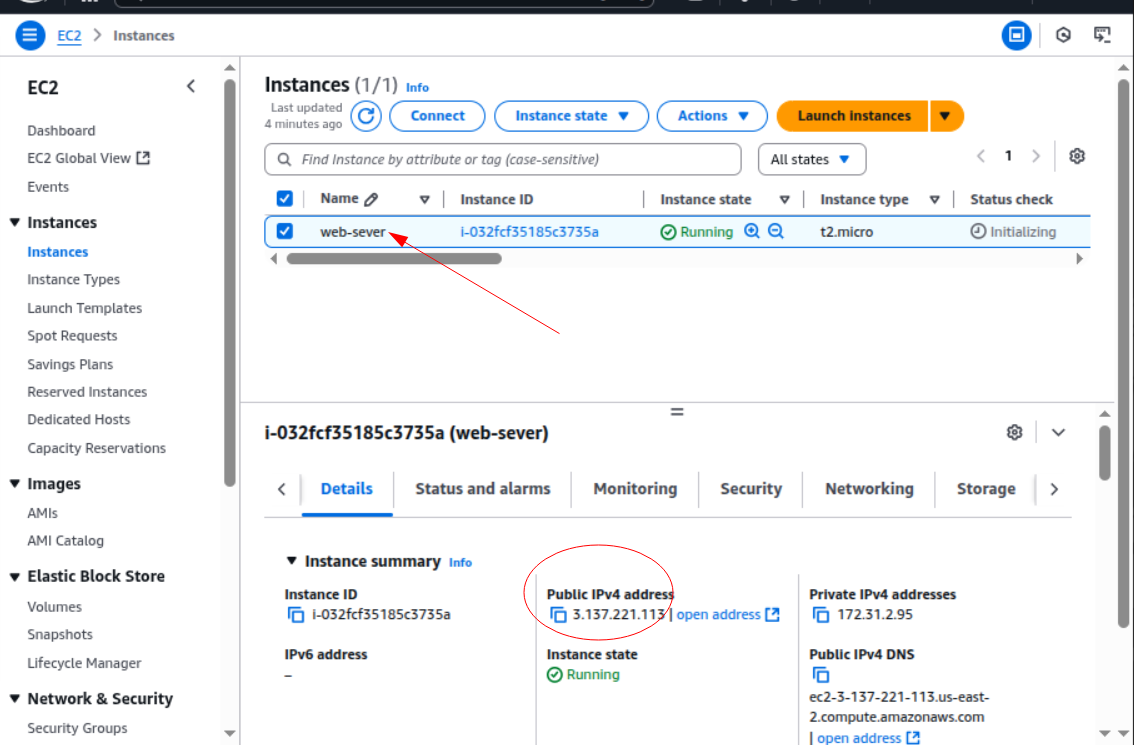 EC2 > Instances
EC2
Dashboard
EC2 Global View
Events
Instances
Instances
Instance Types
Launch Templates
Spot Requests
Savings Plans
Reserved Instances
Dedicated Hosts
Capacity Reservations
Images
AMIs
AMI Catalog
Elastic Block Store
Volumes
Snapshots
Lifecycle Manager
Network & Security
Security Groups
Instances (1/1) Info
Last updated
4 minutes ago
Connect
Instance state
Actions
Launch instances
Find Instance by attribute or tag (case-sensitive)
All states
1
Name Instance ID Instance state Instance type Status check
web-sever i-032fcf35185c3735a Running t2.micro Initializing
i-032fcf35185c3735a (web-sever)
Details Status and alarms Monitoring Security Networking Storage
Instance summary Info
Instance ID
i-032fcf35185c3735a
Public IPv4 address
3.137.221.113 | open address
Private IPv4 addresses
172.31.2.95
IPv6 address
–
Instance state
Running
Public IPv4 DNS
ec2-3-137-221-113.us-east-
2.compute.amazonaws.com
| open address